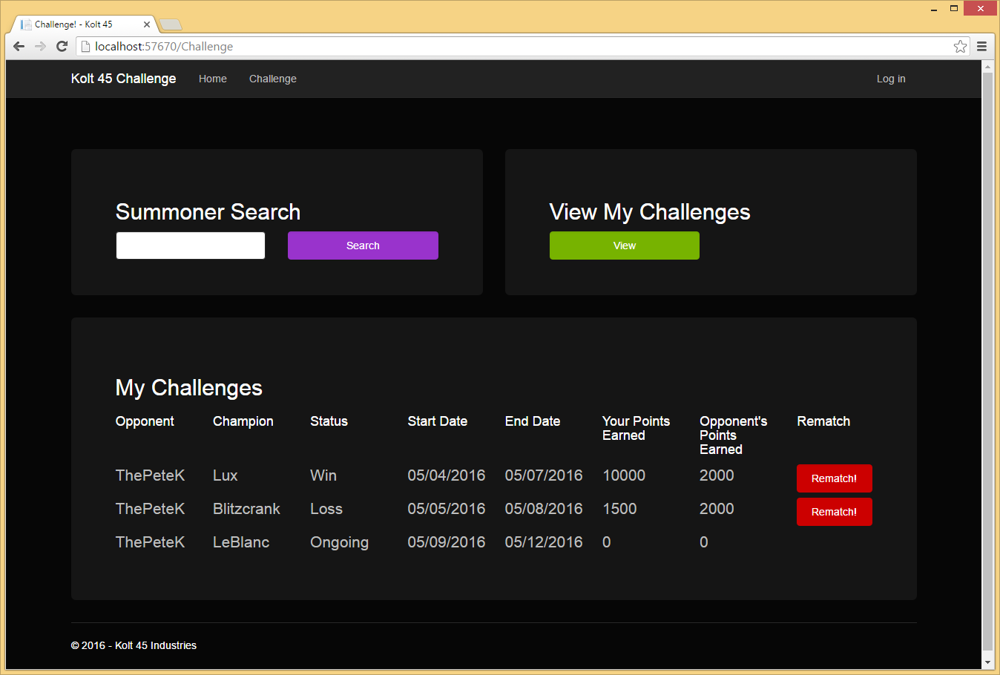 Challenge! - Kolt 45
localhost:57670/Challenge
Kolt 45 Challenge Home Challenge Log in
Summoner Search
Search
View My Challenges
View
My Challenges
Opponent Champion Status Start Date End Date Your Points Earned Opponent's Points Earned Rematch
ThePeteK Lux Win 05/04/2016 05/07/2016 10000 2000 Rematch!
ThePeteK Blitzcrank Loss 05/05/2016 05/08/2016 1500 2000 Rematch!
ThePeteK LeBlanc Ongoing 05/09/2016 05/12/2016 0 0
© 2016 - Kolt 45 Industries